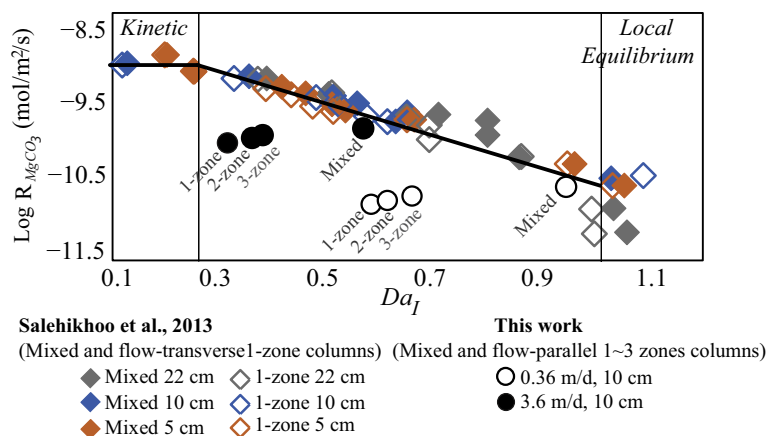 Kinetic
Local
Equilibrium
Log R MgCO3 (mol/m²/s)
−8.5
−9.5
−10.5
−11.5
1-zone
2-zone
3-zone
Mixed
1-zone
2-zone
3-zone
Mixed
0.1 0.3 0.5 0.7 0.9 1.1
DaI
Salehikhoo et al., 2013
(Mixed and flow-transverse1-zone columns)
Mixed 22 cm 1-zone 22 cm
Mixed 10 cm 1-zone 10 cm
Mixed 5 cm 1-zone 5 cm
This work
(Mixed and flow-parallel 1~3 zones columns)
0.36 m/d, 10 cm
3.6 m/d, 10 cm